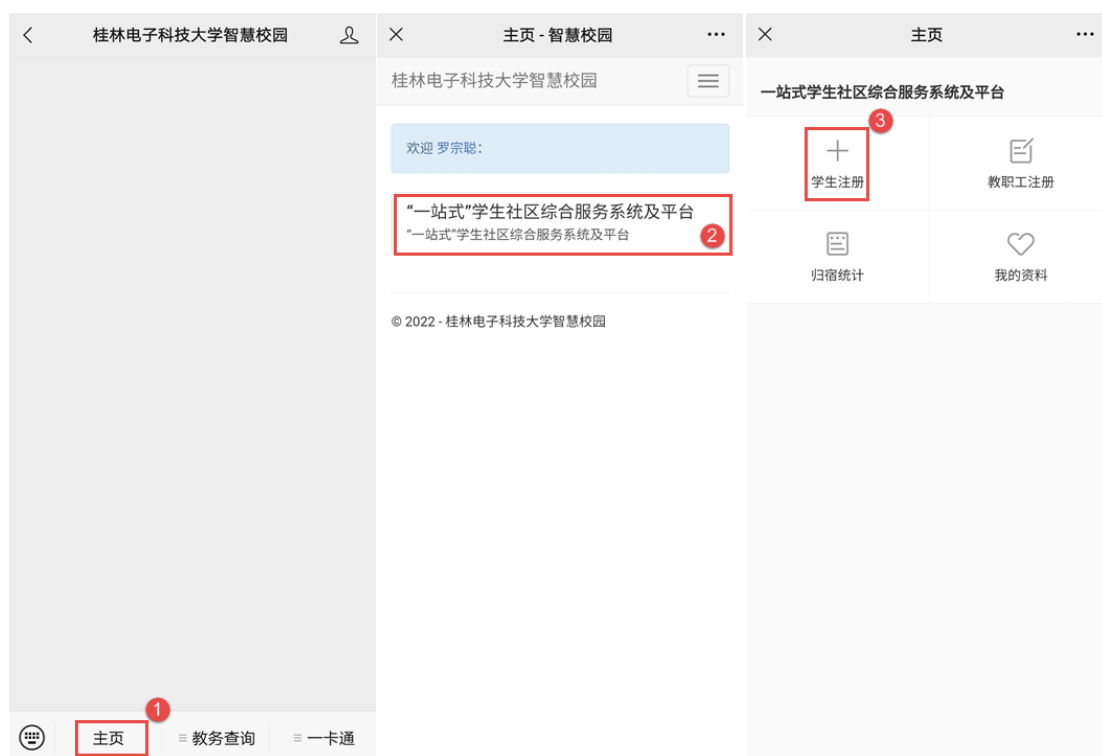 桂林电子科技大学智慧校园
1
主页
教务查询
一卡通
主页 - 智慧校园
桂林电子科技大学智慧校园
欢迎 罗宗聪:
“一站式”学生社区综合服务系统及平台
“一站式”学生社区综合服务系统及平台
2
© 2022 - 桂林电子科技大学智慧校园
主页
一站式学生社区综合服务系统及平台
3
学生注册
教职工注册
归宿统计
我的资料